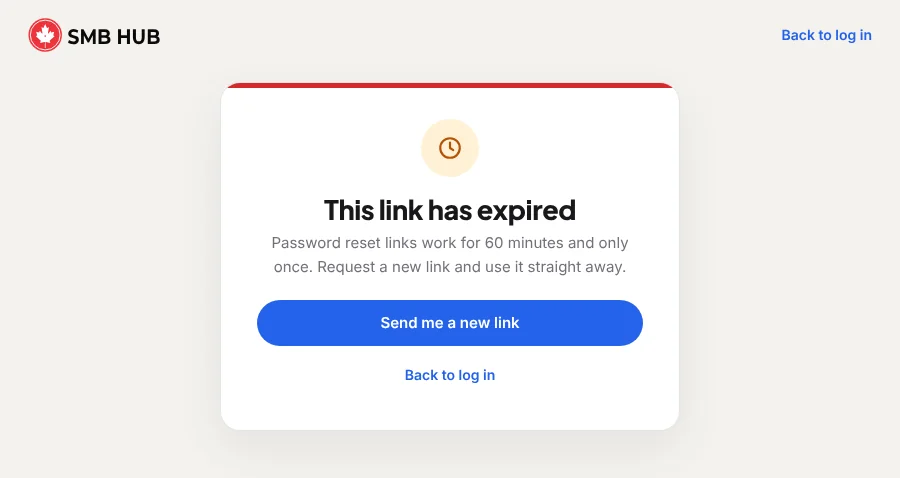 SMB HUB
Back to log in
This link has expired
Password reset links work for 60 minutes and only
once. Request a new link and use it straight away.
Send me a new link
Back to log in